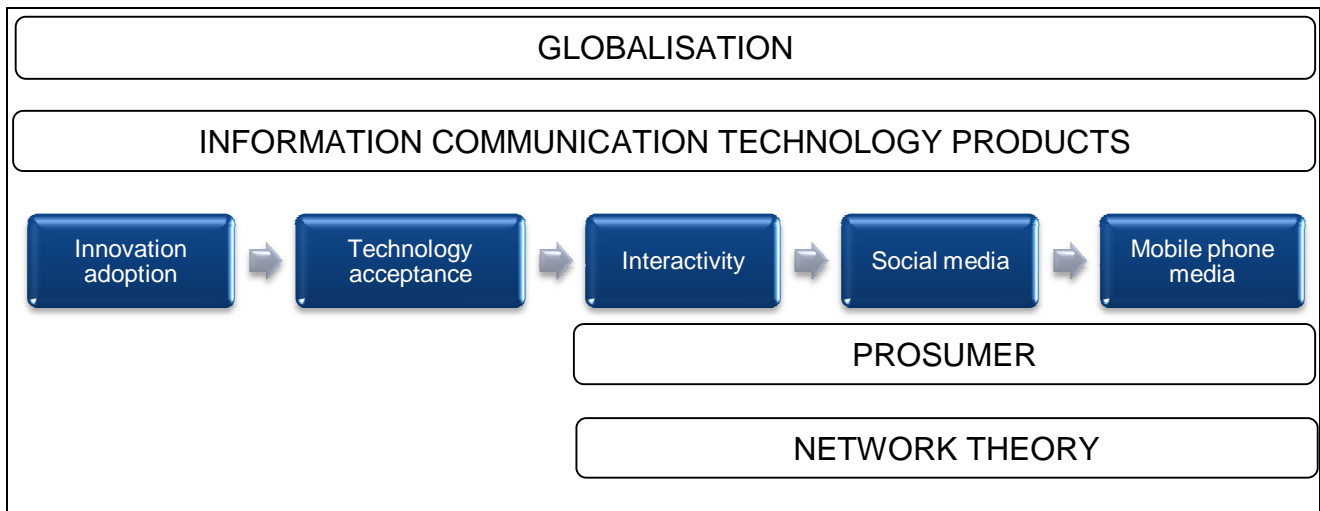 GLOBALISATION
INFORMATION COMMUNICATION TECHNOLOGY PRODUCTS
Innovation
adoption
Technology
acceptance
Interactivity
Social media
Mobile phone
media
PROSUMER
NETWORK THEORY